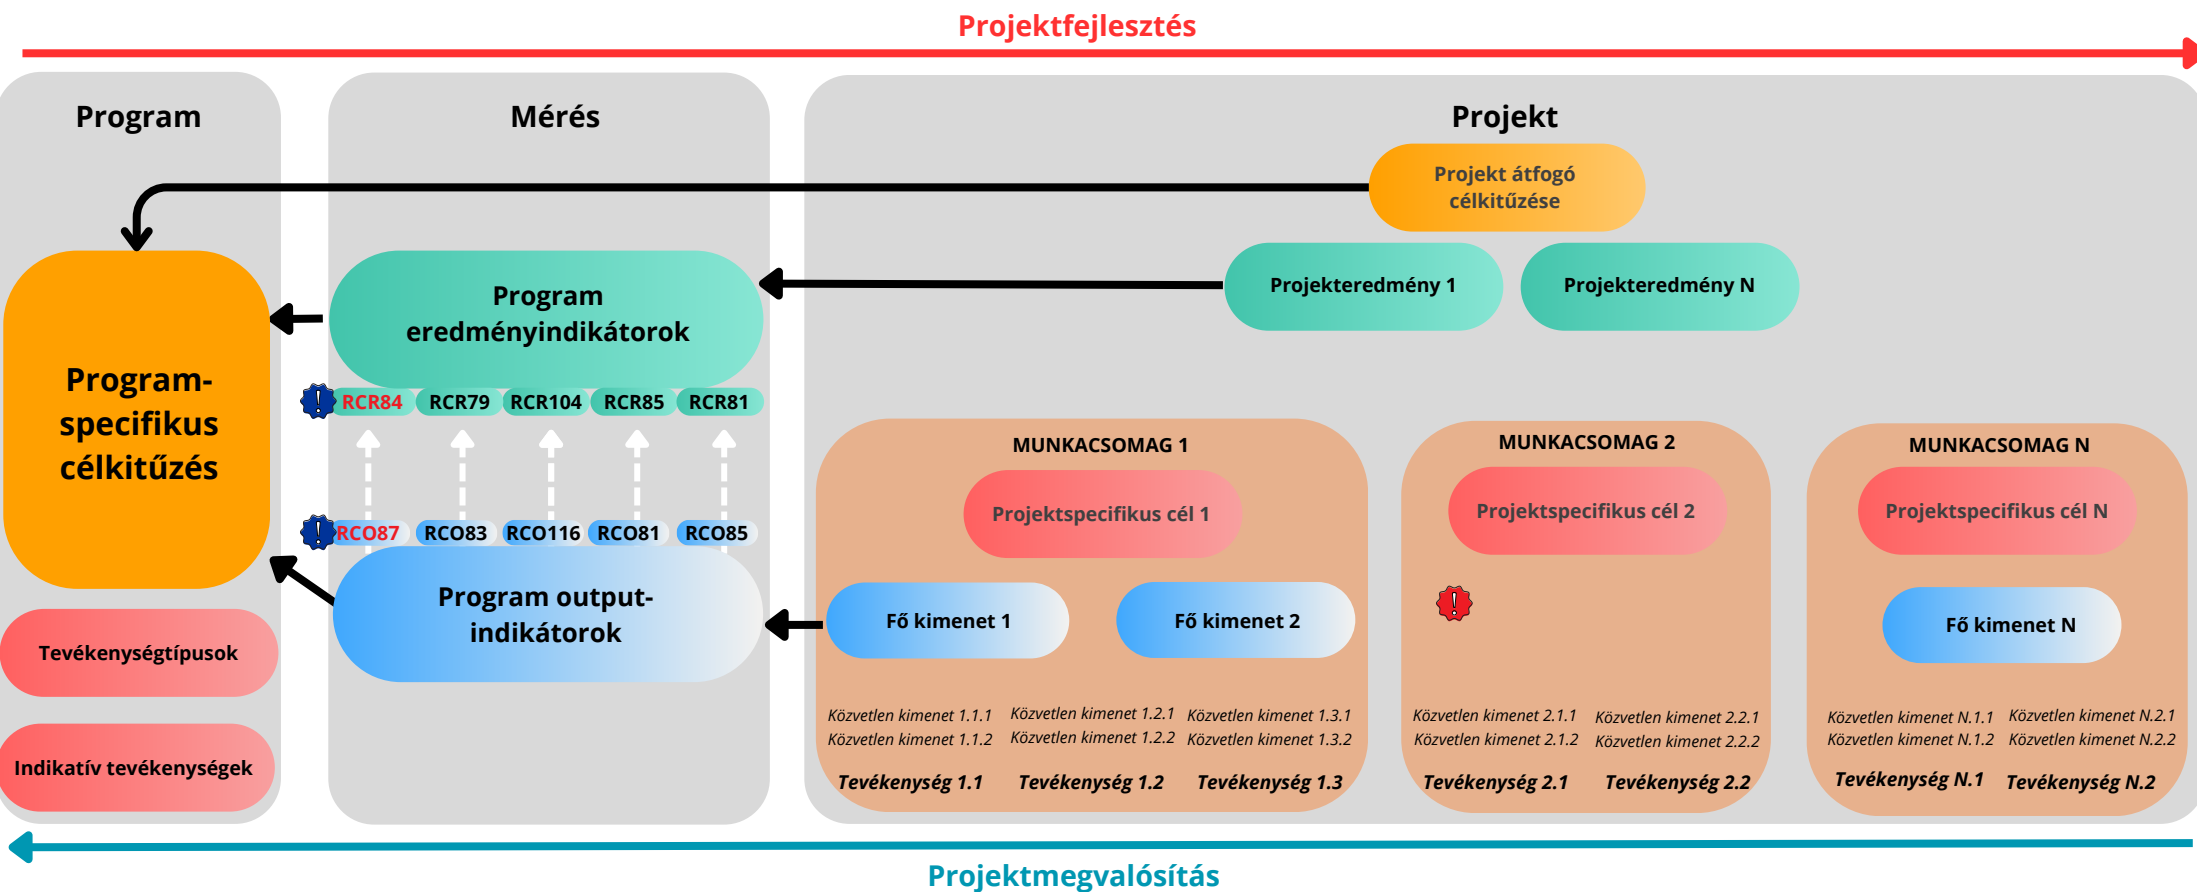 Projektfejlesztés
Program
Mérés
Projekt
Projekt átfogó
célkitűzése
Projekteredmény 1
Projekteredmény N
Program
eredményindikátorok
Program-
specifikus
célkitűzés
RCR84
RCR79
RCR104
RCR85
RCR81
RCO87
RCO83
RCO116
RCO81
RCO85
Program output-
indikátorok
Tevékenységtípusok
Indikatív tevékenységek
MUNKACSOMAG 1
Projektspecifikus cél 1
Fő kimenet 1
Fő kimenet 2
Közvetlen kimenet 1.1.1
Közvetlen kimenet 1.1.2
Közvetlen kimenet 1.2.1
Közvetlen kimenet 1.2.2
Közvetlen kimenet 1.3.1
Közvetlen kimenet 1.3.2
Tevékenység 1.1
Tevékenység 1.2
Tevékenység 1.3
MUNKACSOMAG 2
Projektspecifikus cél 2
Közvetlen kimenet 2.1.1
Közvetlen kimenet 2.1.2
Közvetlen kimenet 2.2.1
Közvetlen kimenet 2.2.2
Tevékenység 2.1
Tevékenység 2.2
MUNKACSOMAG N
Projektspecifikus cél N
Fő kimenet N
Közvetlen kimenet N.1.1
Közvetlen kimenet N.1.2
Közvetlen kimenet N.2.1
Közvetlen kimenet N.2.2
Tevékenység N.1
Tevékenység N.2
Projektmegvalósítás